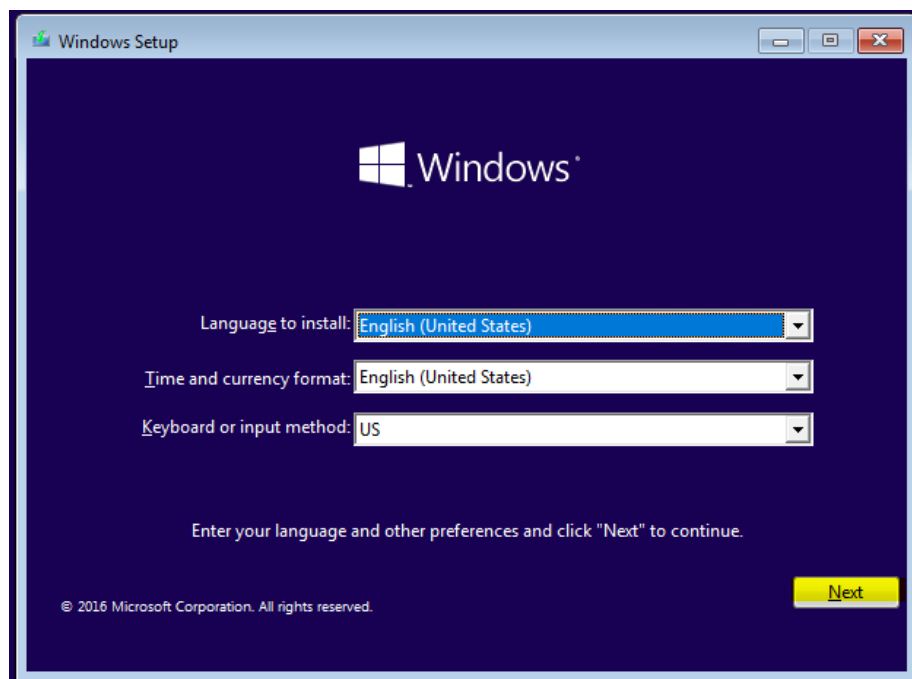 Windows Setup
Windows
Language to install: English (United States)
Time and currency format: English (United States)
Keyboard or input method: US
Enter your language and other preferences and click "Next" to continue.
Next
© 2016 Microsoft Corporation. All rights reserved.